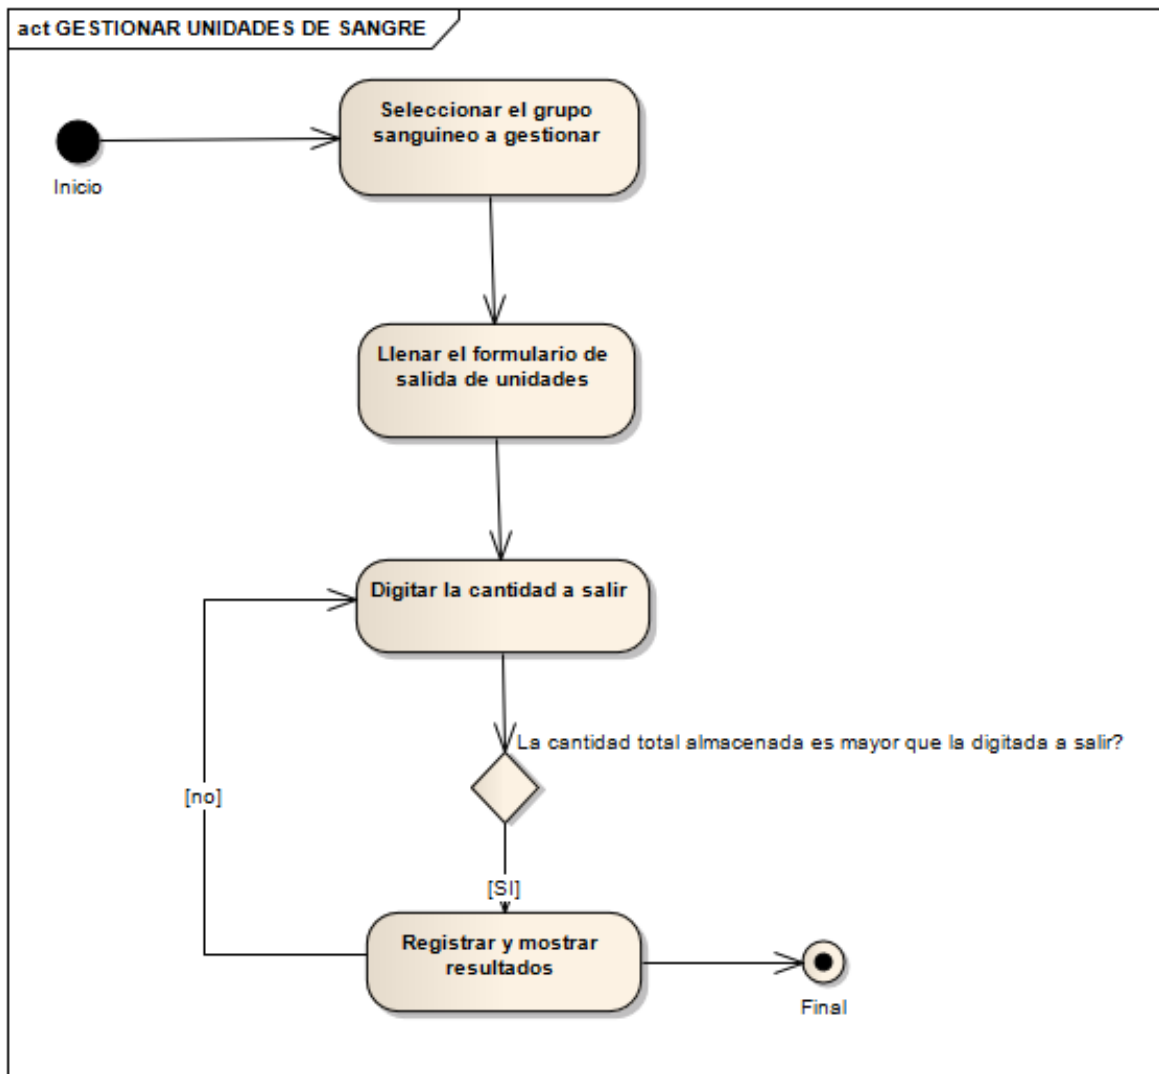 act GESTIONAR UNIDADES DE SANGRE
Seleccionar el grupo
sanguineo a gestionar
Inicio
Llenar el formulario de
salida de unidades
Digitar la cantidad a salir
La cantidad total almacenada es mayor que la digitada a salir?
[no]
[SI]
Registrar y mostrar
resultados
Final